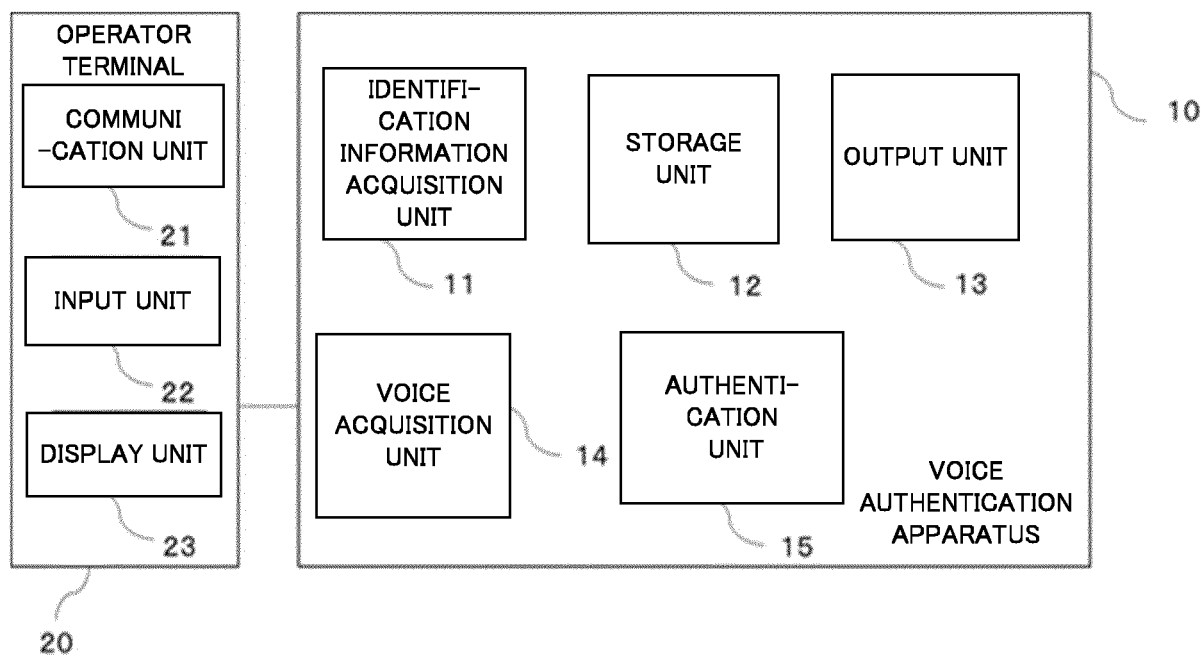 OPERATOR
TERMINAL
COMMUNI
-CATION UNIT
21
INPUT UNIT
22
DISPLAY UNIT
23
20
IDENTIFI-
CATION
INFORMATION
ACQUISITION
UNIT
11
STORAGE
UNIT
12
OUTPUT UNIT
13
10
VOICE
ACQUISITION
UNIT
14
AUTHENTI-
CATION
UNIT
15
VOICE
AUTHENTICATION
APPARATUS